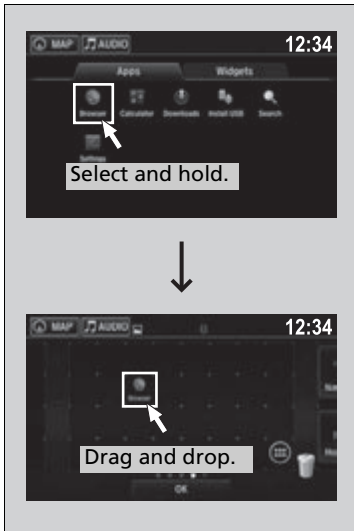 MAP AUDIO 12:34
Apps Widgets
Browser Calculator Downloads Install USB Search
Settings
Select and hold.
MAP AUDIO 12:34
Browser
Drag and drop.
OK